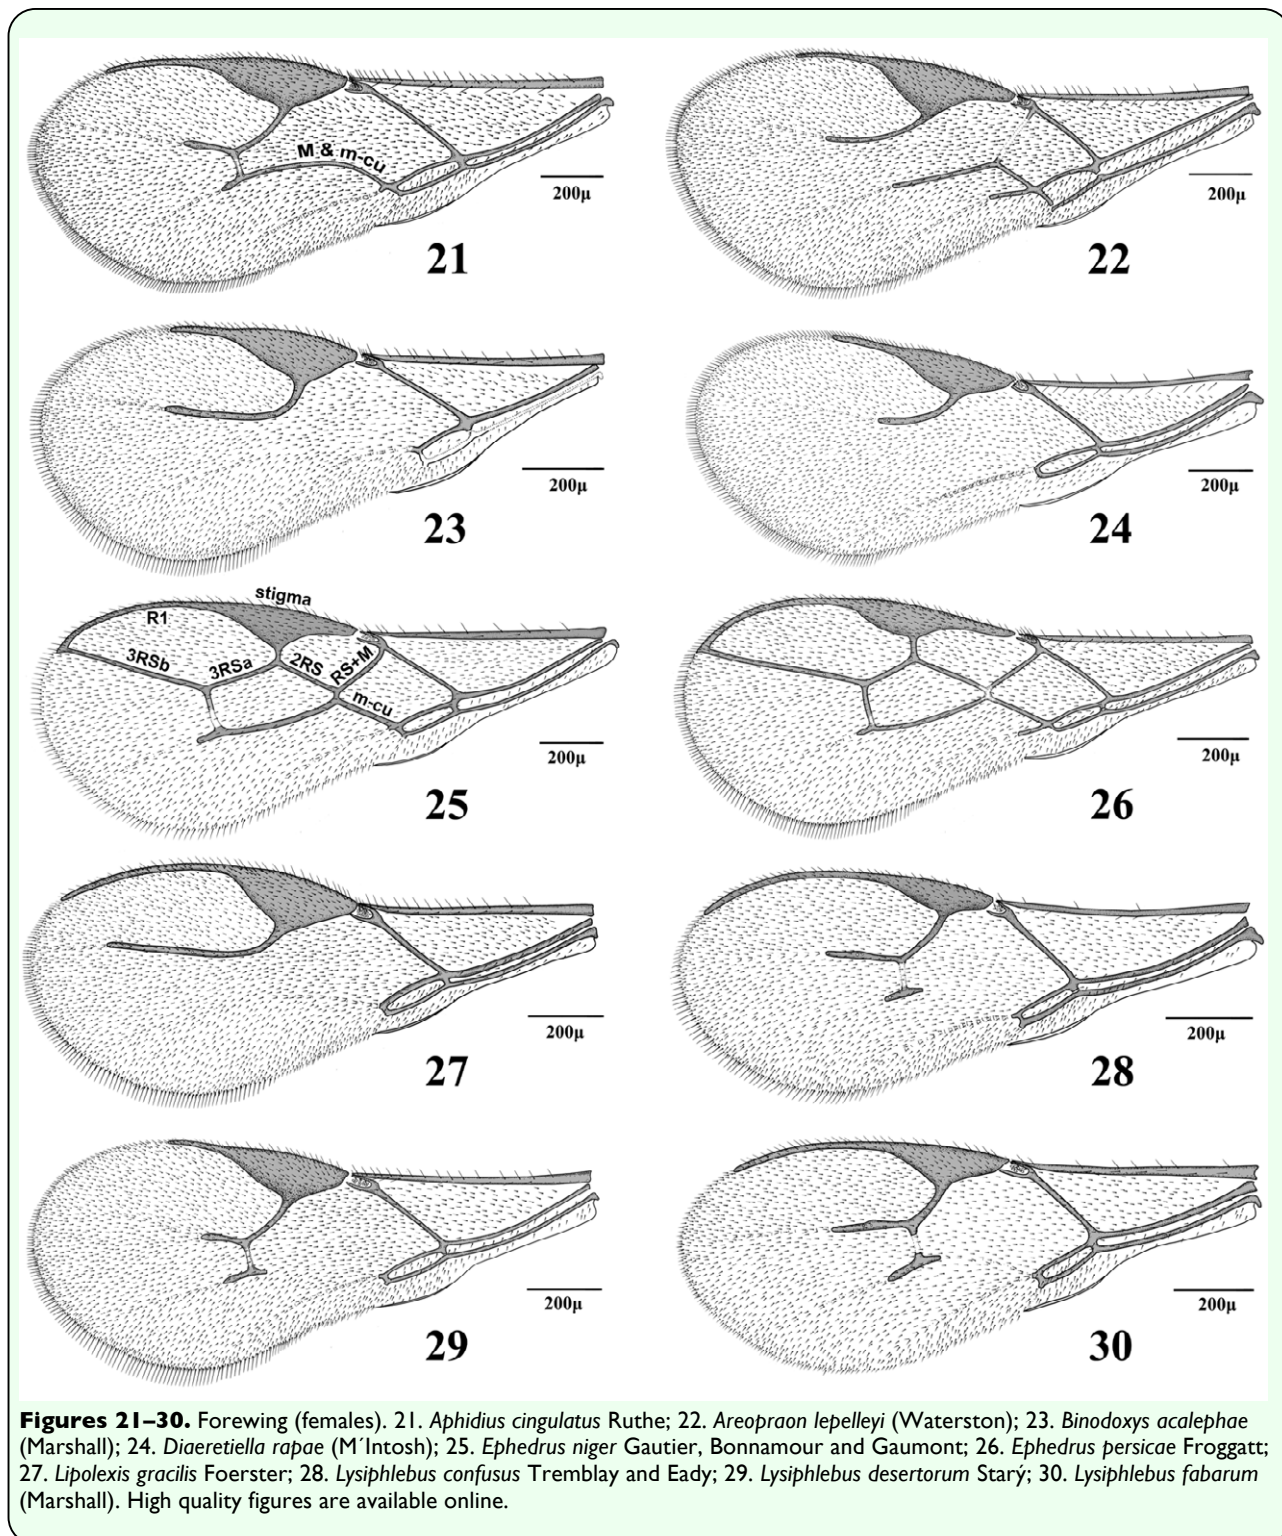 M & m-cu
200µ
21
200µ
22
200µ
23
200µ
24
stigma
R1
3RSb
3RSa
2RS
RS+M
m-cu
200µ
25
200µ
26
200µ
27
200µ
28
200µ
29
200µ
30
Figures 21–30. Forewing (females). 21. Aphidius cingulatus Ruthe; 22. Areopraon lepelleyi (Waterston); 23. Binodoxys acalephae
(Marshall); 24. Diaeretiella rapae (M´Intosh); 25. Ephedrus niger Gautier, Bonnamour and Gaumont; 26. Ephedrus persicae Froggatt;
27. Lipolexis gracilis Foerster; 28. Lysiphlebus confusus Tremblay and Eady; 29. Lysiphlebus desertorum Starý; 30. Lysiphlebus fabarum
(Marshall). High quality figures are available online.